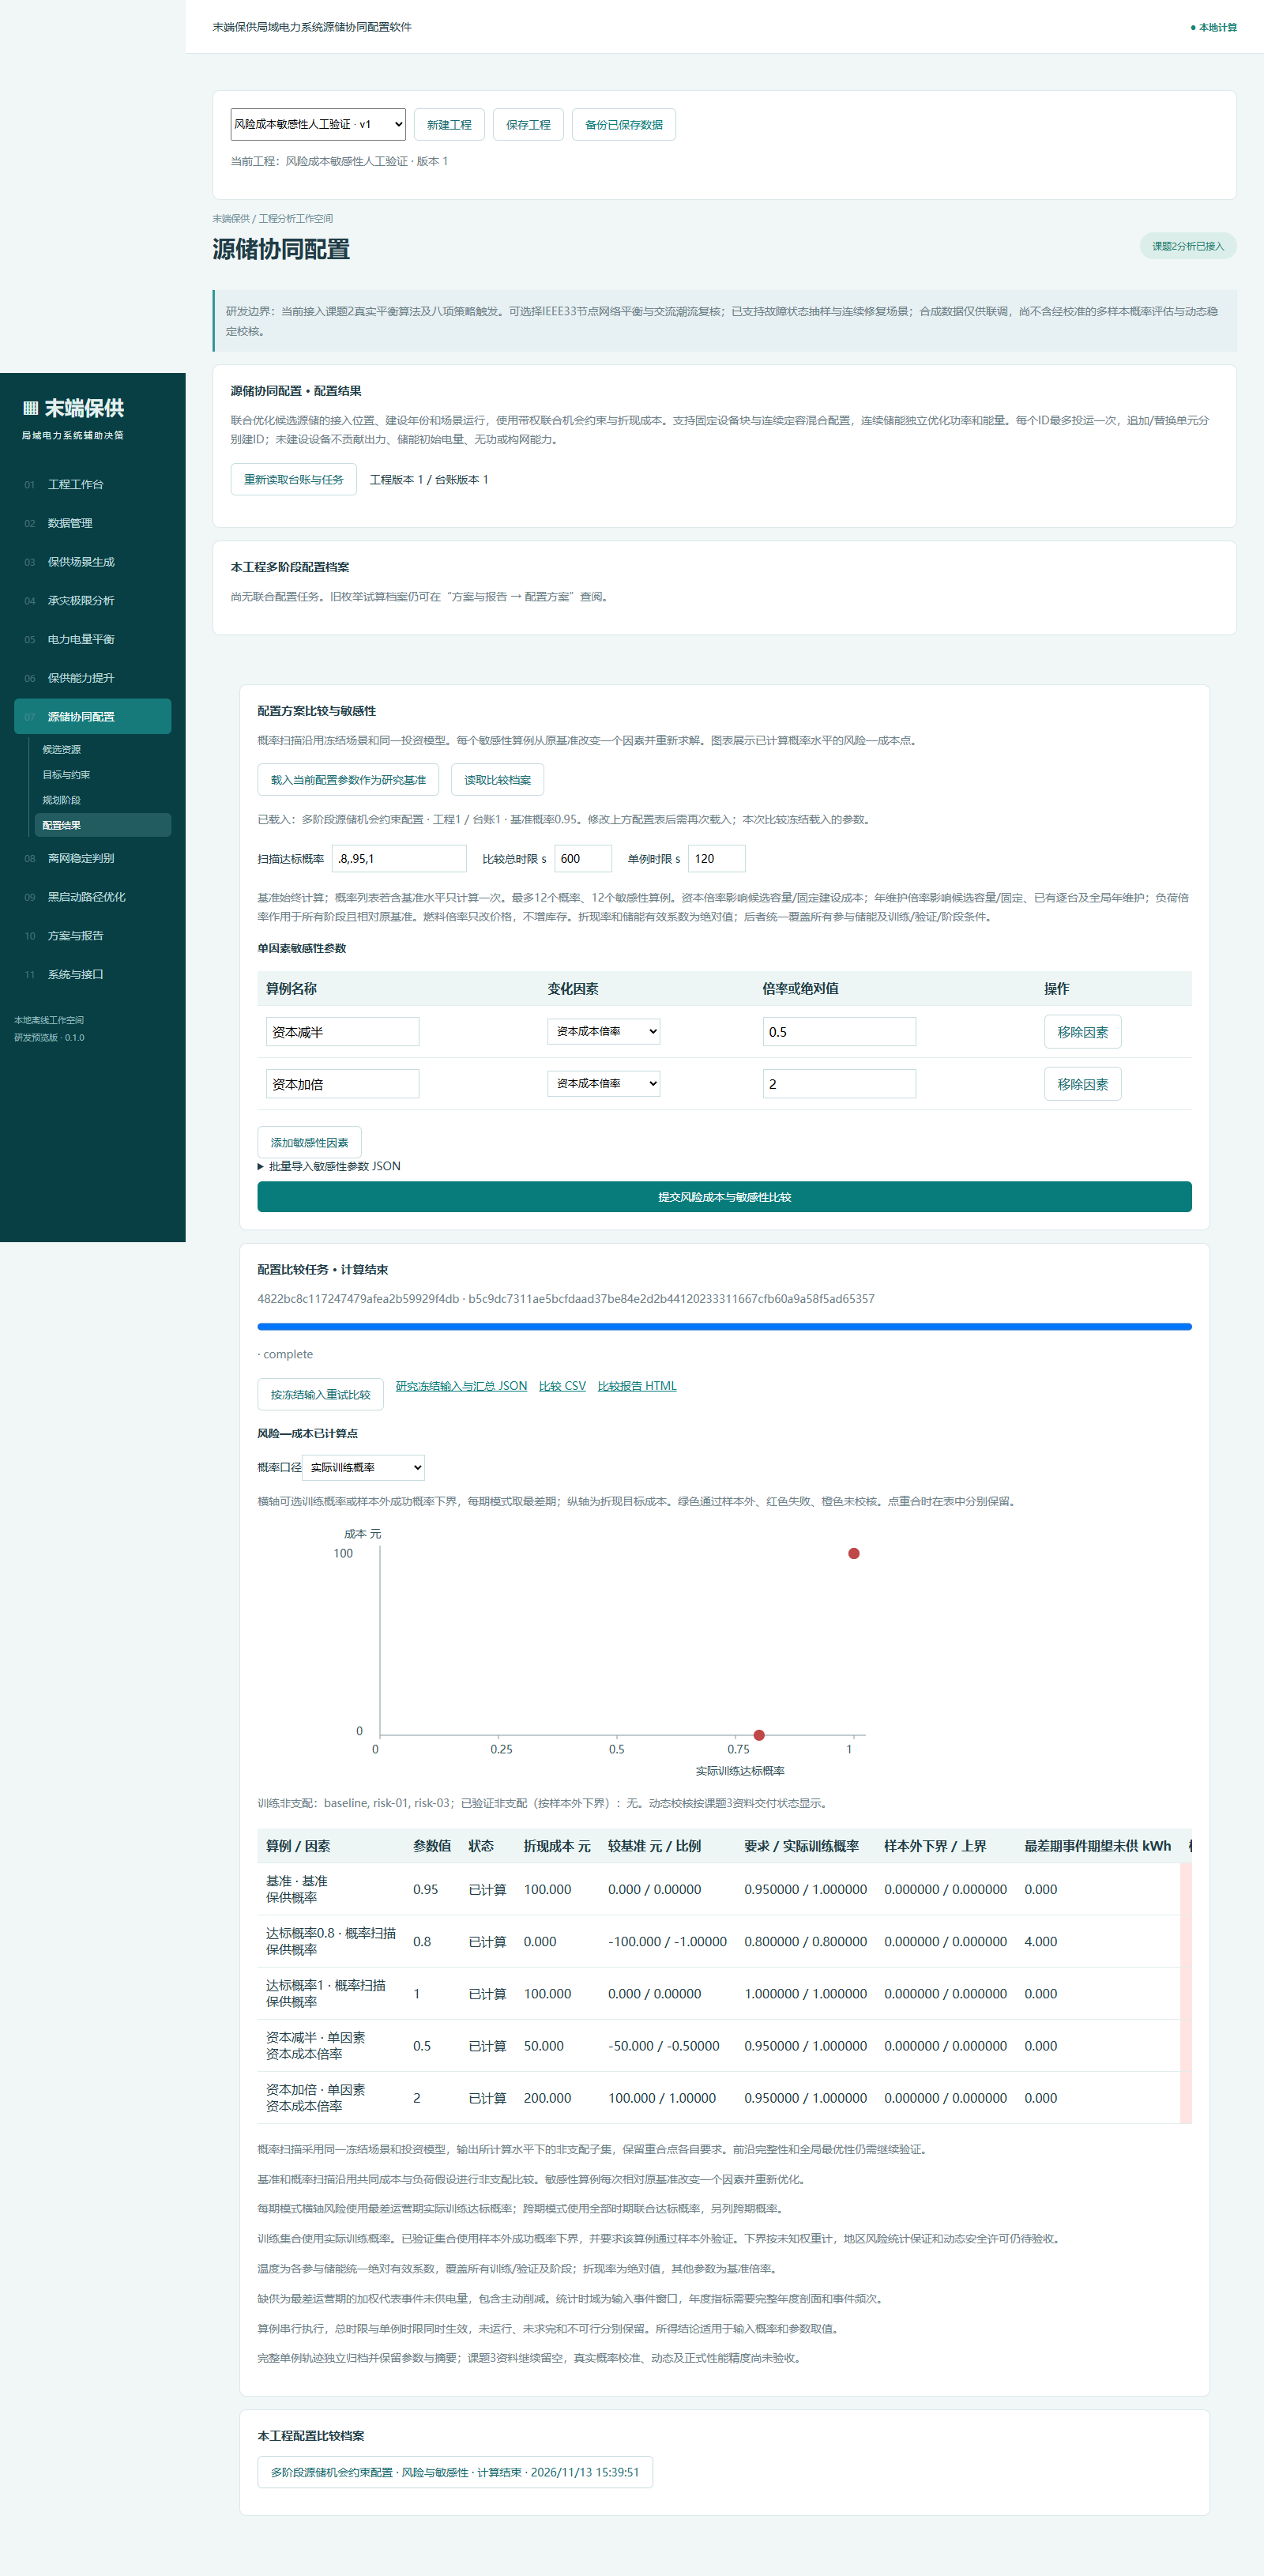 末端保供局域电力系统源储协同配置软件
● 本地计算
风险成本敏感性人工验证 · v1
新建工程
保存工程
备份已保存数据
当前工程：风险成本敏感性人工验证 · 版本 1
末端保供 / 工程分析工作空间
源储协同配置
课题2分析已接入
研发边界：当前接入课题2真实平衡算法及八项策略触发。可选择IEEE33节点网络平衡与交流潮流复核；已支持故障状态抽样与连续修复场景；合成数据仅供联调，尚不含经校准的多样本概率评估与动态稳
定校核。
▦ 末端保供
局域电力系统辅助决策
01 工程工作台
02 数据管理
03 保供场景生成
04 承灾极限分析
05 电力电量平衡
06 保供能力提升
07 源储协同配置
候选资源
目标与约束
规划阶段
配置结果
08 离网稳定判别
09 黑启动路径优化
10 方案与报告
11 系统与接口
本地离线工作空间
研发预览版 · 0.1.0
源储协同配置 • 配置结果
联合优化候选源储的接入位置、建设年份和场景运行，使用带权联合机会约束与折现成本。支持固定设备块与连续定容混合配置，连续储能独立优化功率和能量。每个ID最多投运一次，追加/替换单元分
别建ID；未建设设备不贡献出力、储能初始电量、无功或构网能力。
重新读取台账与任务
工程版本 1 / 台账版本 1
本工程多阶段配置档案
尚无联合配置任务。旧枚举试算档案仍可在“方案与报告 → 配置方案”查阅。
配置方案比较与敏感性
概率扫描沿用冻结场景和同一投资模型。每个敏感性算例从原基准改变一个因素并重新求解。图表展示已计算概率水平的风险—成本点。
载入当前配置参数作为研究基准
读取比较档案
已载入：多阶段源储机会约束配置 · 工程1 / 台账1 · 基准概率0.95。修改上方配置表后需再次载入；本次比较冻结载入的参数。
扫描达标概率 .8,.95,1 比较总时限 s 600 单例时限 s 120
基准始终计算；概率列表若含基准水平只计算一次。最多12个概率、12个敏感性算例。资本倍率影响候选容量/固定建设成本；年维护倍率影响候选容量/固定、已有逐台及全局年维护；负荷倍
率作用于所有阶段且相对原基准。燃料倍率只改价格，不增库存。折现率和储能有效系数为绝对值；后者统一覆盖所有参与储能及训练/验证/阶段条件。
单因素敏感性参数
算例名称 变化因素 倍率或绝对值 操作
资本减半 资本成本倍率 0.5 移除因素
资本加倍 资本成本倍率 2 移除因素
添加敏感性因素
▶ 批量导入敏感性参数 JSON
提交风险成本与敏感性比较
配置比较任务 • 计算结束
4822bc8c117247479afea2b59929f4db · b5c9dc7311ae5bcfdaad37be84e2d2b44120233311667cfb60a9a58f5ad65357
· complete
按冻结输入重试比较
研究冻结输入与汇总 JSON
比较 CSV
比较报告 HTML
风险—成本已计算点
概率口径 实际训练概率
横轴可选训练概率或样本外成功概率下界，每期模式取最差期；纵轴为折现目标成本。绿色通过样本外、红色失败、橙色未校核。点重合时在表中分别保留。
成本 元
100
0
0 0.25 0.5 0.75 1
实际训练达标概率
训练非支配：baseline, risk-01, risk-03；已验证非支配（按样本外下界）：无。动态校核按课题3资料交付状态显示。
算例 / 因素 参数值 状态 折现成本 元 较基准 元 / 比例 要求 / 实际训练概率 样本外下界 / 上界 最差期事件期望未供 kWh
基准 · 基准
保供概率 0.95 已计算 100.000 0.000 / 0.00000 0.950000 / 1.000000 0.000000 / 0.000000 0.000
达标概率0.8 · 概率扫描
保供概率 0.8 已计算 0.000 -100.000 / -1.00000 0.800000 / 0.800000 0.000000 / 0.000000 4.000
达标概率1 · 概率扫描
保供概率 1 已计算 100.000 0.000 / 0.00000 1.000000 / 1.000000 0.000000 / 0.000000 0.000
资本减半 · 单因素
资本成本倍率 0.5 已计算 50.000 -50.000 / -0.50000 0.950000 / 1.000000 0.000000 / 0.000000 0.000
资本加倍 · 单因素
资本成本倍率 2 已计算 200.000 100.000 / 1.00000 0.950000 / 1.000000 0.000000 / 0.000000 0.000
概率扫描采用同一冻结场景和投资模型，输出所计算水平下的非支配子集，保留重合点各自要求。前沿完整性和全局最优性仍需继续验证。
基准和概率扫描沿用共同成本与负荷假设进行非支配比较。敏感性算例每次相对原基准改变一个因素并重新优化。
每期模式横轴风险使用最差运营期实际训练达标概率；跨期模式使用全部时期联合达标概率，另列跨期概率。
训练集合使用实际训练概率。已验证集合使用样本外成功概率下界，并要求该算例通过样本外验证。下界按未知权重计，地区风险统计保证和动态安全许可仍待验收。
温度为各参与储能统一绝对有效系数，覆盖所有训练/验证及阶段；折现率为绝对值，其他参数为基准倍率。
缺供为最差运营期的加权代表事件未供电量，包含主动削减。统计时域为输入事件窗口，年度指标需要完整年度剖面和事件频次。
算例串行执行，总时限与单例时限同时生效，未运行、未求完和不可行分别保留。所得结论适用于输入概率和参数取值。
完整单例轨迹独立归档并保留参数与摘要；课题3资料继续留空，真实概率校准、动态及正式性能精度尚未验收。
本工程配置比较档案
多阶段源储机会约束配置 · 风险与敏感性 · 计算结束 · 2026/11/13 15:39:51